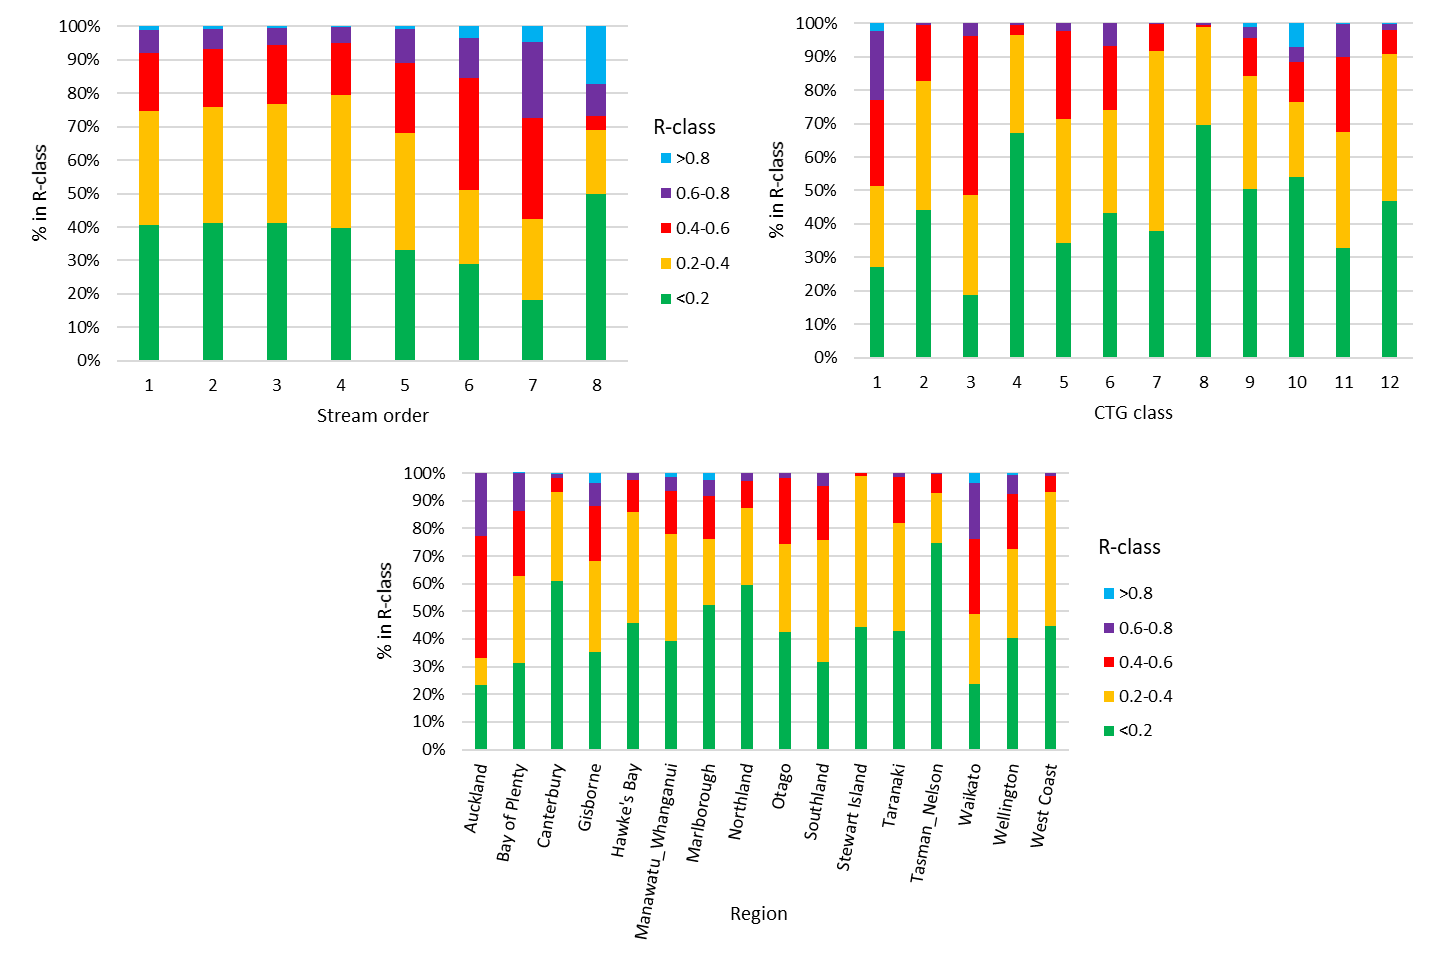 100%
90%
80%
70%
60%
50%
40%
30%
20%
10%
0%
% in R-class
1 2 3 4 5 6 7 8
Stream order
R-class
>0.8
0.6-0.8
0.4-0.6
0.2-0.4
<0.2
100%
90%
80%
70%
60%
50%
40%
30%
20%
10%
0%
% in R-class
1 2 3 4 5 6 7 8 9 10 11 12
CTG class
100%
90%
80%
70%
60%
50%
40%
30%
20%
10%
0%
% in R-class
Auckland
Bay of Plenty
Canterbury
Gisborne
Hawke's Bay
Manawatu_Whanganui
Marlborough
Northland
Otago
Southland
Stewart Island
Taranaki
Tasman_Nelson
Waikato
Wellington
West Coast
Region
R-class
>0.8
0.6-0.8
0.4-0.6
0.2-0.4
<0.2